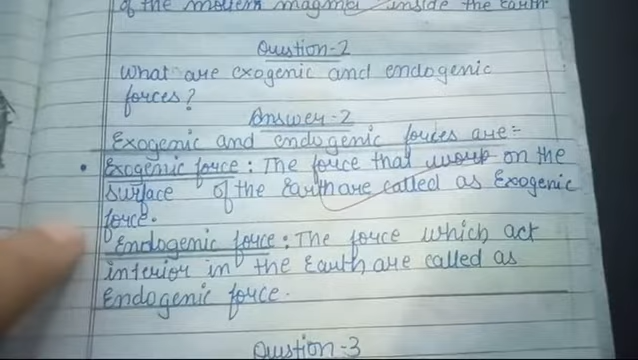 of the molten magma inside the Earth
Question-2
What are exogenic and endogenic
forces?
Answer-2
Exogenic and endogenic forces are:-
• Exogenic force : The force that work on the
surface of the Earth are called as Exogenic
force.
Endogenic force : The force which act
interior in the Earth are called as
Endogenic force.
Question-3